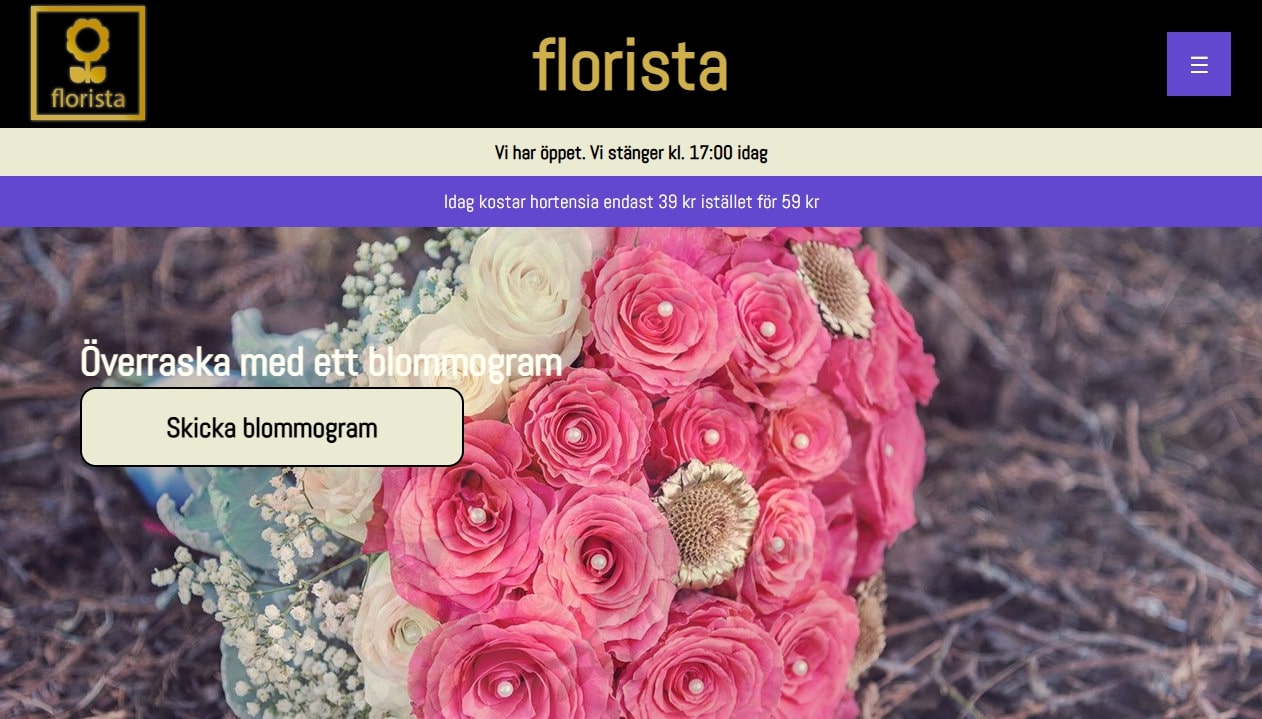 florista
florista
☰
Vi har öppet. Vi stänger kl. 17:00 idag
Idag kostar hortensia endast 39 kr istället för 59 kr
Överraska med ett blommogram
Skicka blommogram